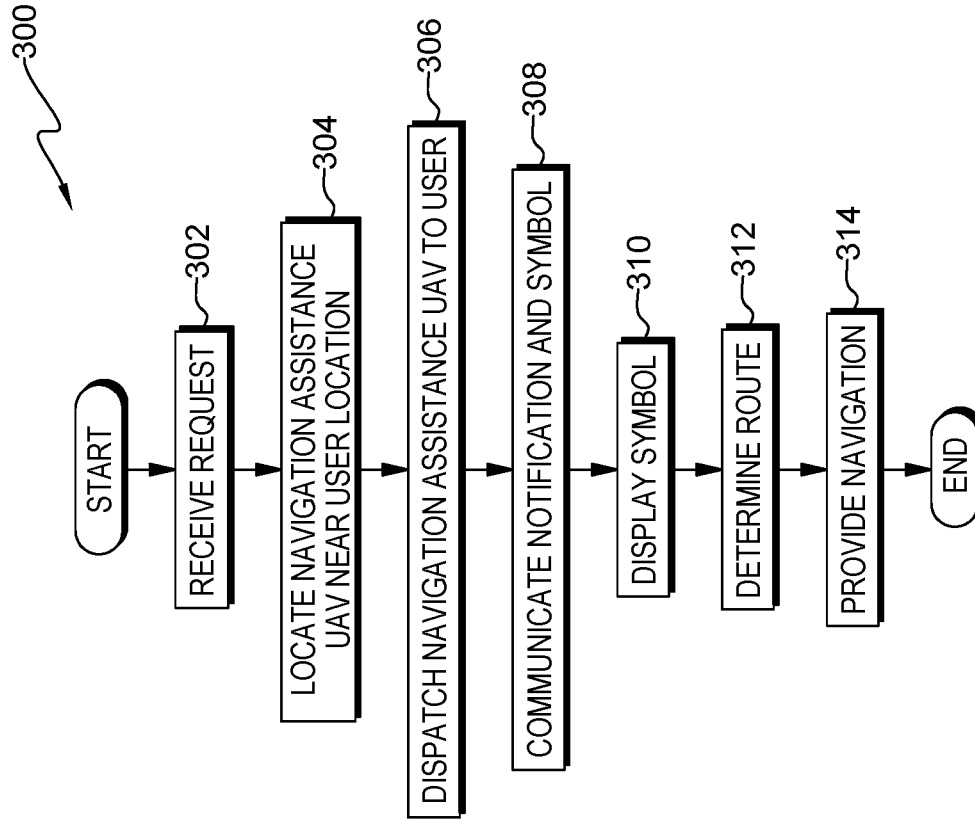 300
START
RECEIVE REQUEST
302
LOCATE NAVIGATION ASSISTANCE
UAV NEAR USER LOCATION
304
DISPATCH NAVIGATION ASSISTANCE UAV TO USER
306
COMMUNICATE NOTIFICATION AND SYMBOL
308
DISPLAY SYMBOL
310
DETERMINE ROUTE
312
PROVIDE NAVIGATION
314
END